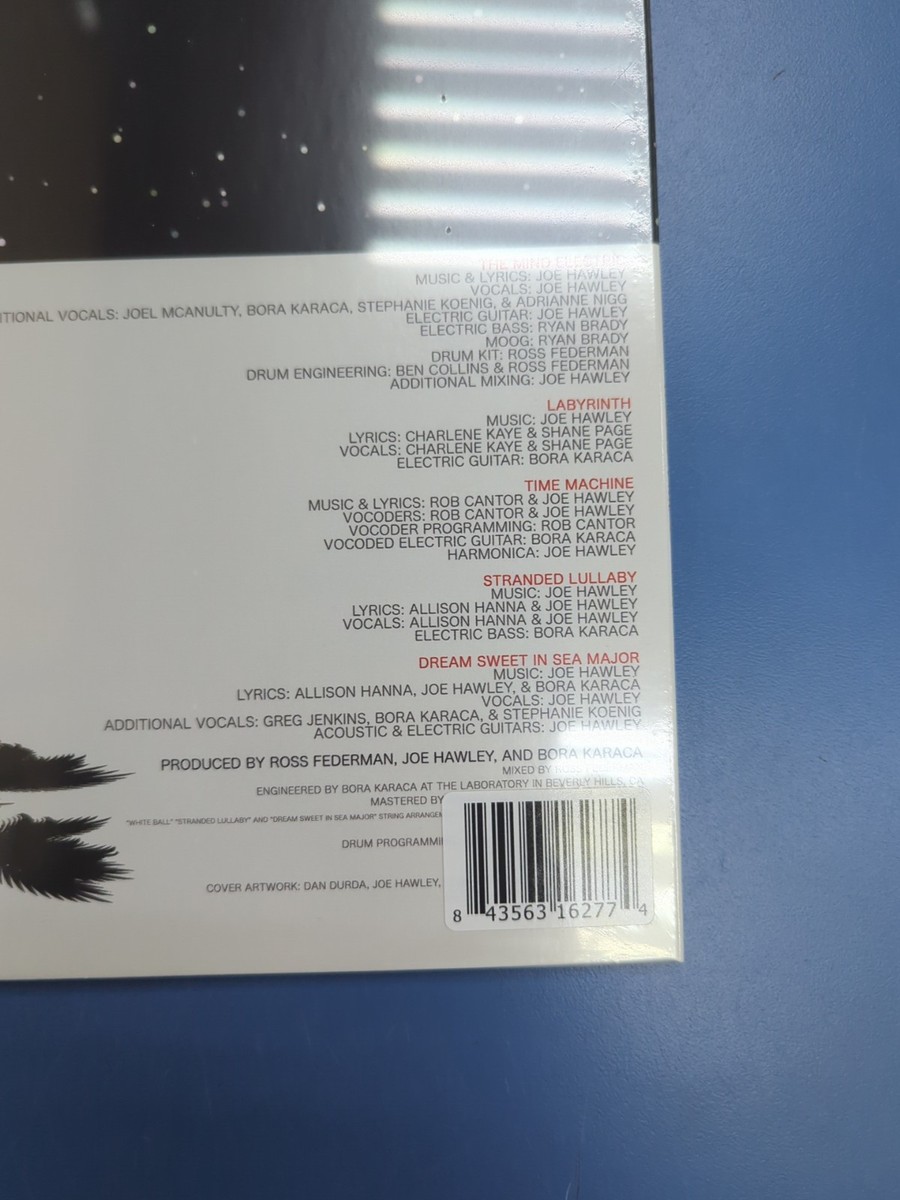 THE MIND ELECTRIC
MUSIC & LYRICS: JOE HAWLEY
VOCALS: JOE HAWLEY
ITIONAL VOCALS: JOEL MCANULTY, BORA KARACA, STEPHANIE KOENIG, & ADRIANNE NIGG
ELECTRIC GUITAR: JOE HAWLEY
ELECTRIC BASS: RYAN BRADY
MOOG: RYAN BRADY
DRUM KIT: ROSS FEDERMAN
DRUM ENGINEERING: BEN COLLINS & ROSS FEDERMAN
ADDITIONAL MIXING: JOE HAWLEY
LABYRINTH
MUSIC: JOE HAWLEY
LYRICS: CHARLENE KAYE & SHANE PAGE
VOCALS: CHARLENE KAYE & SHANE PAGE
ELECTRIC GUITAR: BORA KARACA
TIME MACHINE
MUSIC & LYRICS: ROB CANTOR & JOE HAWLEY
VOCODERS: ROB CANTOR & JOE HAWLEY
VOCODER PROGRAMMING: ROB CANTOR
VOCODED ELECTRIC GUITAR: BORA KARACA
HARMONICA: JOE HAWLEY
STRANDED LULLABY
MUSIC: JOE HAWLEY
LYRICS: ALLISON HANNA & JOE HAWLEY
VOCALS: ALLISON HANNA & JOE HAWLEY
ELECTRIC BASS: BORA KARACA
DREAM SWEET IN SEA MAJOR
MUSIC: JOE HAWLEY
LYRICS: ALLISON HANNA, JOE HAWLEY, & BORA KARACA
VOCALS: JOE HAWLEY
ADDITIONAL VOCALS: GREG JENKINS, BORA KARACA, & STEPHANIE KOENIG
ACOUSTIC & ELECTRIC GUITARS: JOE HAWLEY
PRODUCED BY ROSS FEDERMAN, JOE HAWLEY, AND BORA KARACA
MIXED BY
ENGINEERED BY BORA KARACA AT THE LABORATORY IN BEVERLY HILLS, CA
MASTERED BY
"WHITE BALL" "STRANDED LULLABY" AND "DREAM SWEET IN SEA MAJOR" STRING ARRANGEM
DRUM PROGRAMMI
COVER ARTWORK: DAN DURDA, JOE HAWLEY,
8 43563 16277 4